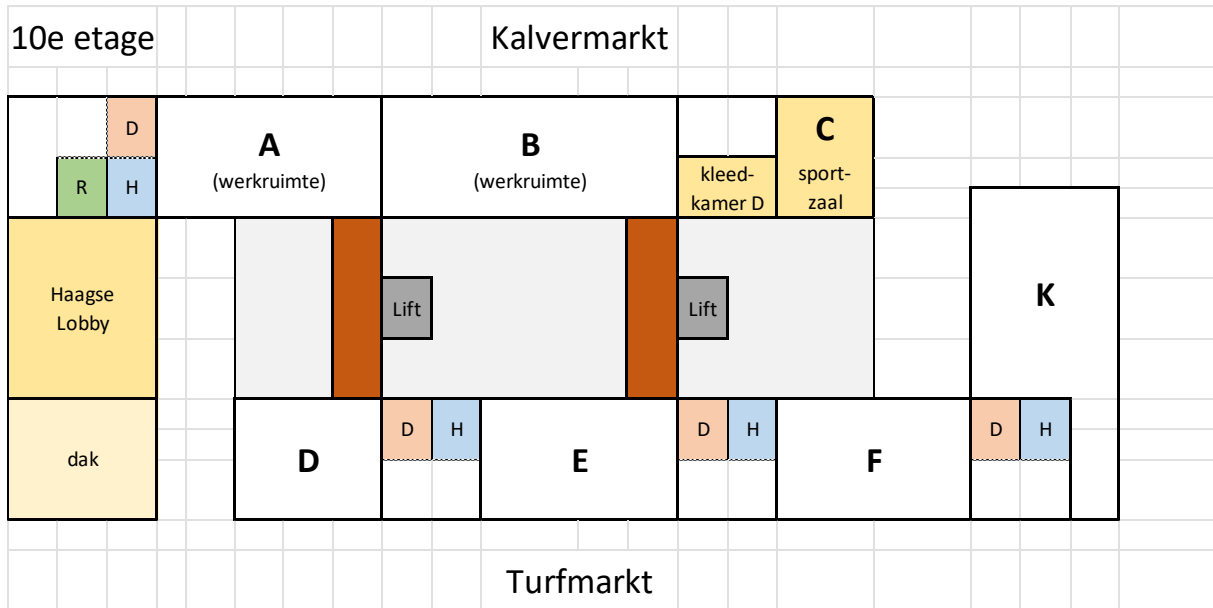 10e etage
Kalvermarkt
D
R
H
A
(werkruimte)
B
(werkruimte)
kleed-
kamer D
C
sport-
zaal
Haagse
Lobby
Lift
Lift
K
dak
D
D
H
E
D
H
F
D
H
Turfmarkt